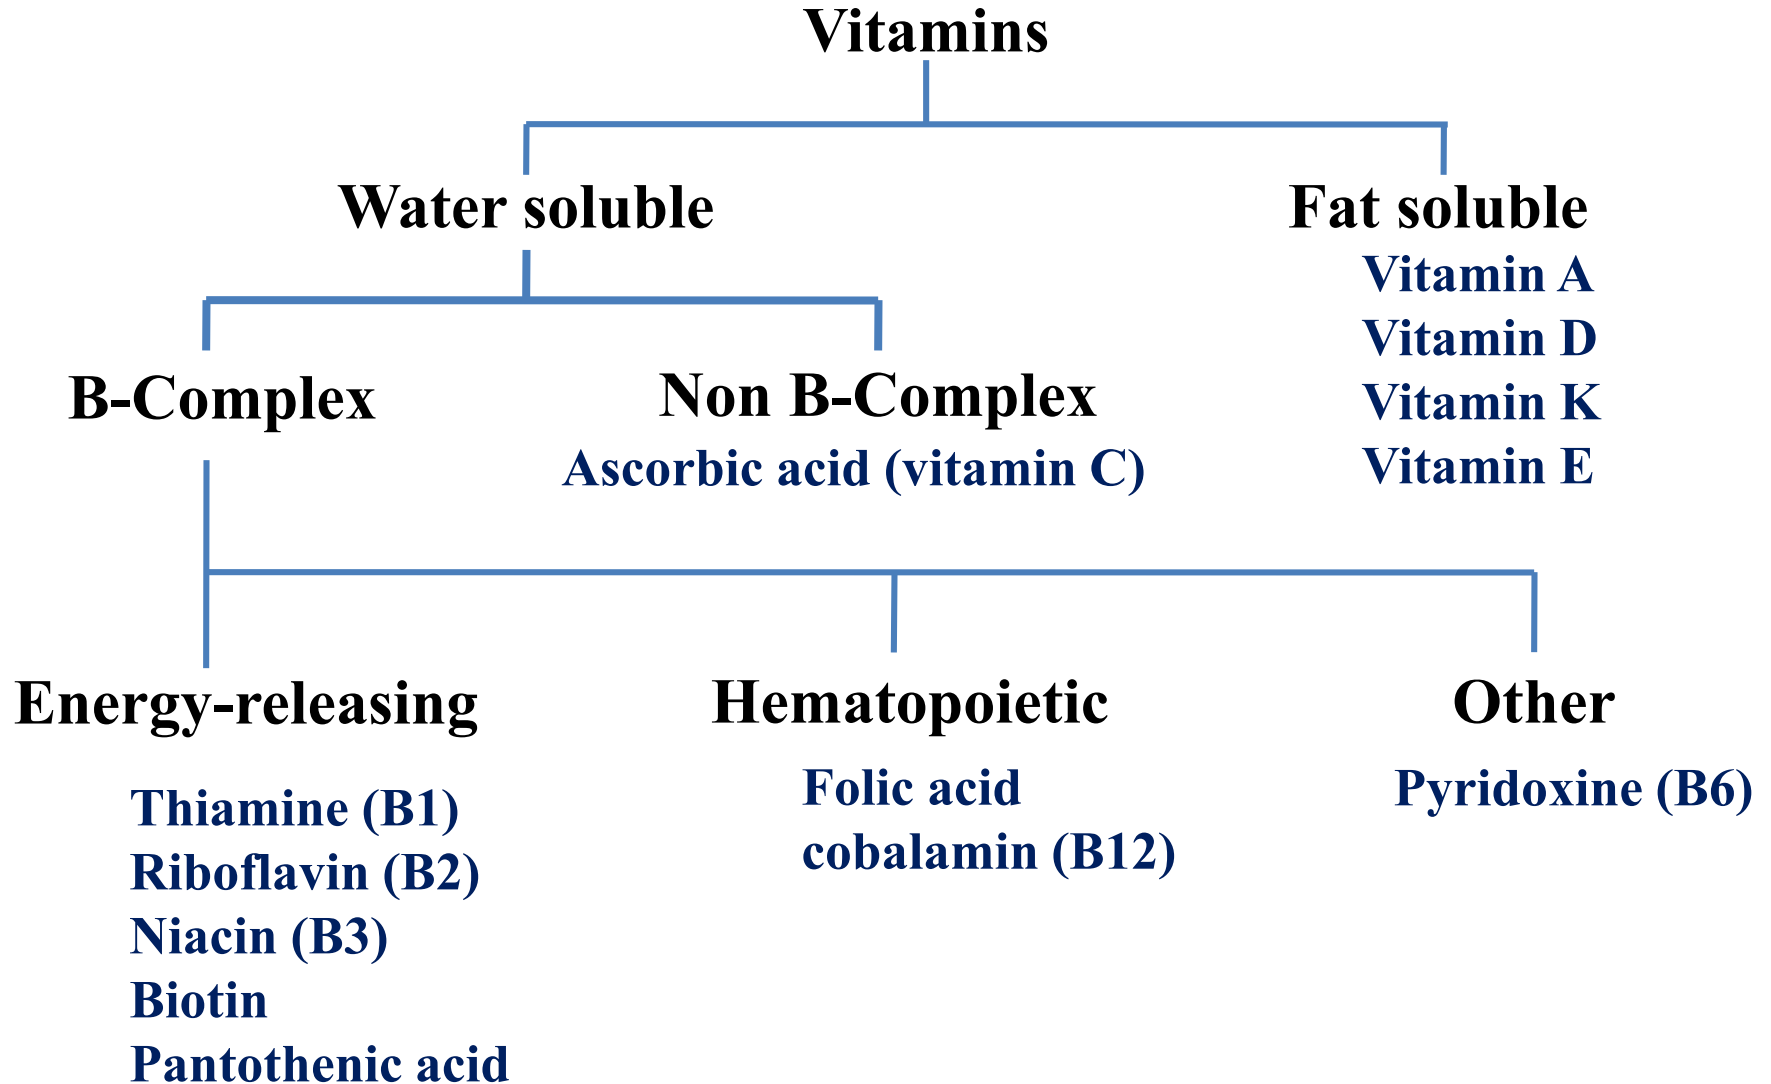 Vitamins
Water soluble
Fat soluble
Vitamin A
Vitamin D
Vitamin K
Vitamin E
B-Complex
Non B-Complex
Ascorbic acid (vitamin C)
Energy-releasing
Thiamine (B1)
Riboflavin (B2)
Niacin (B3)
Biotin
Pantothenic acid
Hematopoietic
Folic acid
cobalamin (B12)
Other
Pyridoxine (B6)